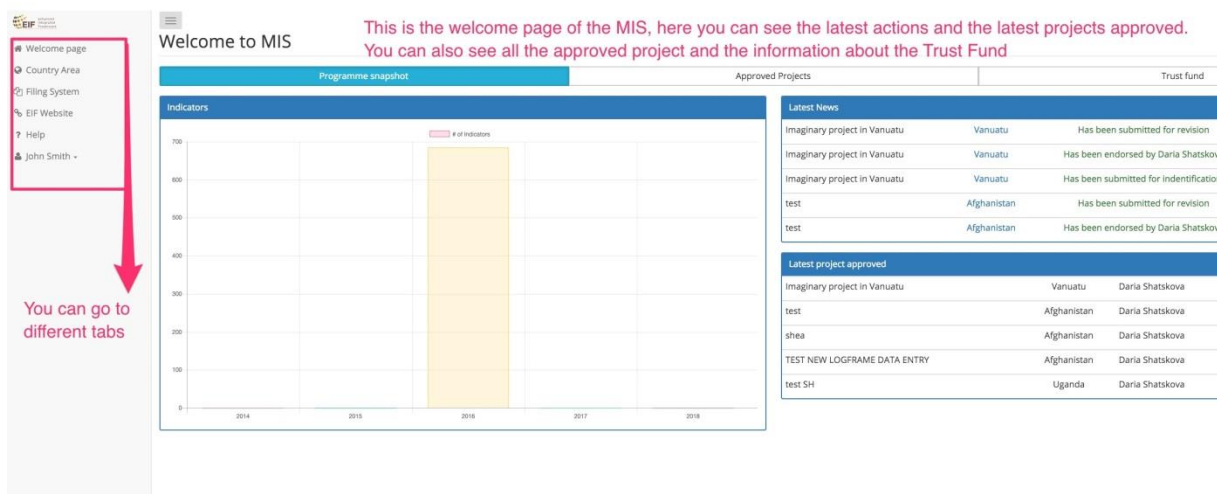 EIF
Welcome page
Country Area
Filing System
EIF Website
? Help
John Smith
You can go to
different tabs
Welcome to MIS
This is the welcome page of the MIS, here you can see the latest actions and the latest projects approved.
You can also see all the approved project and the information about the Trust Fund
Programme snapshot Approved Projects Trust fund
Indicators
# of Indicators
700
600
500
400
300
200
100
0
2014 2015 2016 2017 2018
Latest News
Imaginary project in Vanuatu Vanuatu Has been submitted for revision
Imaginary project in Vanuatu Vanuatu Has been endorsed by Daria Shatskov
Imaginary project in Vanuatu Vanuatu Has been submitted for indentificatio
test Afghanistan Has been submitted for revision
test Afghanistan Has been endorsed by Daria Shatskov
Latest project approved
Imaginary project in Vanuatu Vanuatu Daria Shatskova
test Afghanistan Daria Shatskova
shea Afghanistan Daria Shatskova
TEST NEW LOGFRAME DATA ENTRY Afghanistan Daria Shatskova
test SH Uganda Daria Shatskova